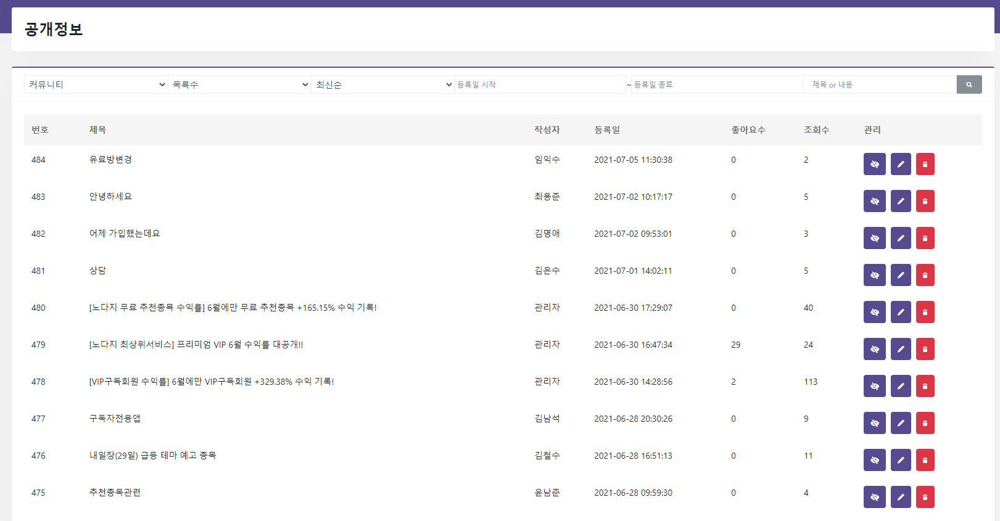 공개정보
커뮤니티 목록수 최신순 등록일 시작 ~ 등록일 종료 제목 or 내용
번호 제목 작성자 등록일 좋아요수 조회수 관리
484 유료방변경 임익수 2021-07-05 11:30:38 0 2
483 안녕하세요 최용준 2021-07-02 10:17:17 0 5
482 어제 가입했는데요 김명애 2021-07-02 09:53:01 0 3
481 상담 김은수 2021-07-01 14:02:11 0 5
480 [노다지 무료 추천종목 수익률] 6월에만 무료 추천종목 +165.15% 수익 기록! 관리자 2021-06-30 17:29:07 0 40
479 [노다지 최상위서비스] 프리미엄 VIP 6월 수익률 대공개!! 관리자 2021-06-30 16:47:34 29 24
478 [VIP구독회원 수익률] 6월에만 VIP구독회원 +329.38% 수익 기록! 관리자 2021-06-30 14:28:56 2 113
477 구독자전용앱 김남석 2021-06-28 20:30:26 0 9
476 내일장(29일) 급등 테마 예고 종목 김철수 2021-06-28 16:51:13 0 11
475 추천종목관련 윤남준 2021-06-28 09:59:30 0 4